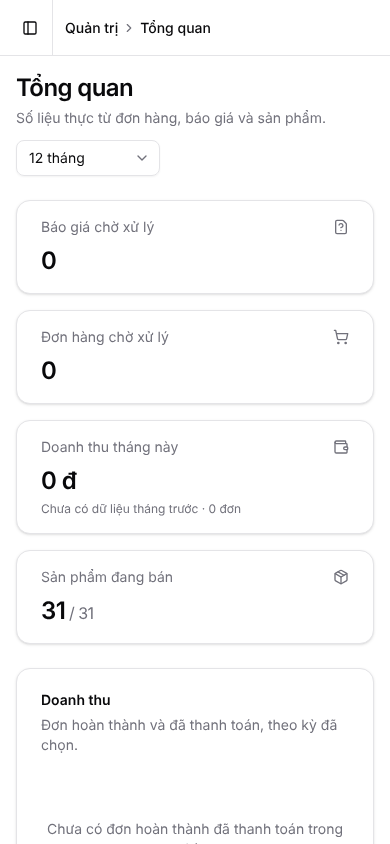 Quản trị > Tổng quan
Tổng quan
Số liệu thực từ đơn hàng, báo giá và sản phẩm.
12 tháng
Báo giá chờ xử lý
0
Đơn hàng chờ xử lý
0
Doanh thu tháng này
0 đ
Chưa có dữ liệu tháng trước · 0 đơn
Sản phẩm đang bán
31 / 31
Doanh thu
Đơn hoàn thành và đã thanh toán, theo kỳ đã
chọn.
Chưa có đơn hoàn thành đã thanh toán trong